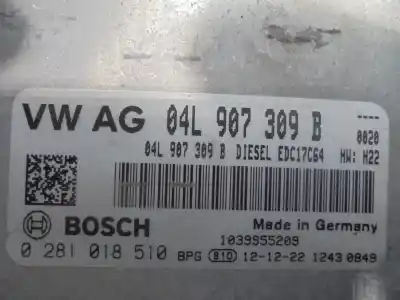 VW AG 04L 907 309 B ----
0020
04L 907 309 B DIESEL EDC17C64 HW: H22
BOSCH
Made in Germany
1039S55209
0 281 018 510 BPG 810 12-12-22 1243 0849